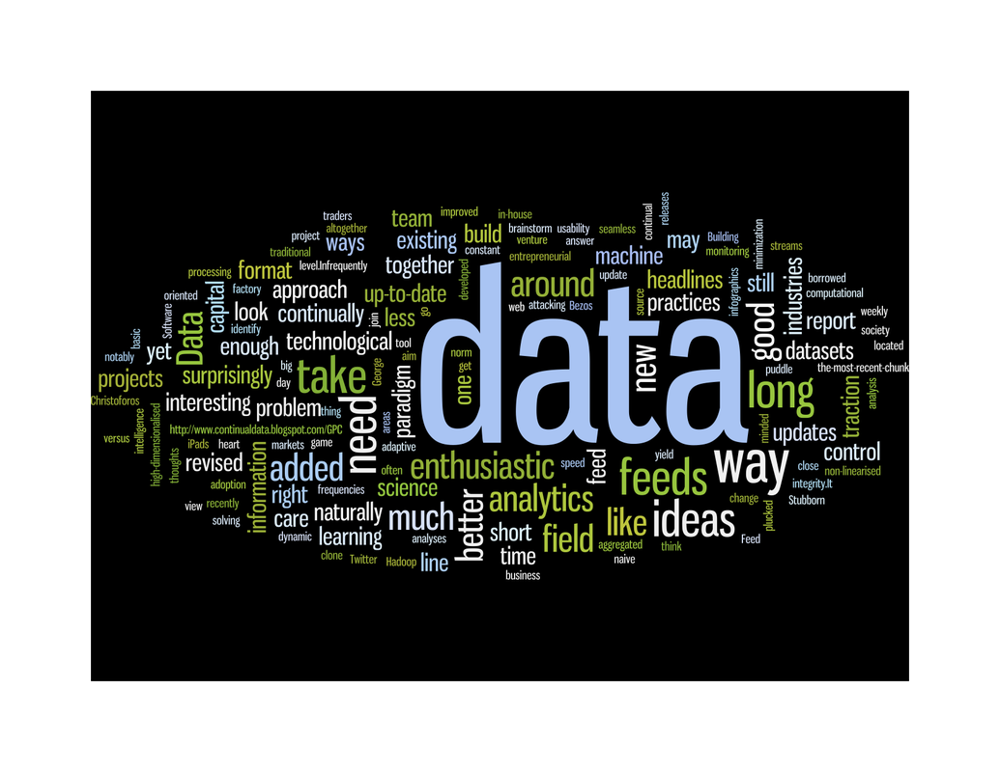 traders
altogether
project
ways
traditional
team
improved
in-house
existing
build
constant
brainstorm
usability
venture
answer
seamless
continual
releases
may
Building
monitoring
minimization
streams
processing
format
level.Infrequently
together
developed
entrepreneurial
machine
update
oriented
capital
factory
approach
up-to-date
around
source
headlines
infographics
still
industries
borrowed
computational
Software
Data
look
identify
continually
join
less
go
web
attacking
Bezos
practices
good
report
weekly
society
located
basic
notably
yet
enough
technological
tool
data
new
datasets
projects
surprisingly
big
day
take
George
aim
norm
get
one
puddle
the-most-recent-chunk
Christoforos
interesting
problem
thing
need
areas
paradigm
long
traction
analysis
versus
intelligence
high-dimensionalised
http://www.continualdata.blogspot.com/GPC
minded
updates
thoughts
iPads
heart
markets
game
adaptive
way
control
revised
information
added
often
enthusiastic
speed
feed
yield
feeds
close
non-linearised
adoption
right
frequencies
science
integrity.It
view
recently
analytics
change
plucked
Stubborn
solving
care
naturally
much
better
like
ideas
dynamic
learning
analyses
short
field
aggregated
think
Feed
clone
Twitter
Hadoop
line
time
naive
business